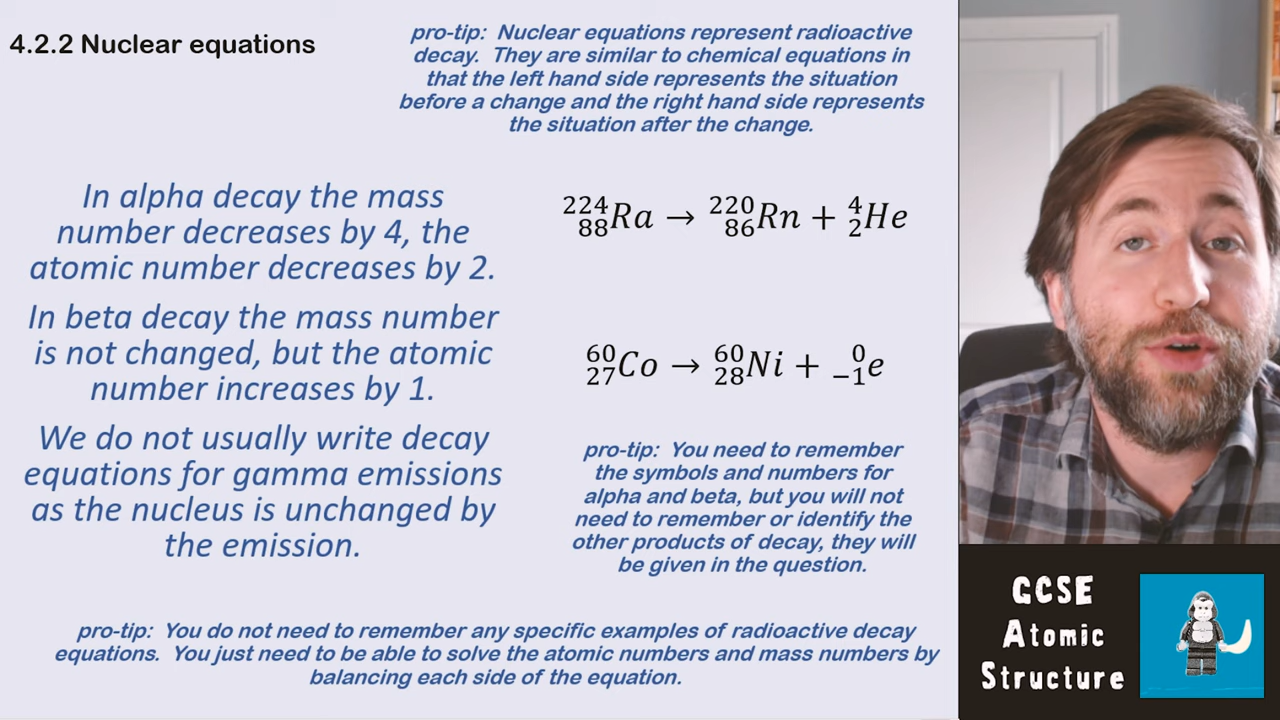 4.2.2 Nuclear equations
pro-tip: Nuclear equations represent radioactive
decay. They are similar to chemical equations in
that the left hand side represents the situation
before a change and the right hand side represents
the situation after the change.
In alpha decay the mass
number decreases by 4, the
atomic number decreases by 2.
In beta decay the mass number
is not changed, but the atomic
number increases by 1.
We do not usually write decay
equations for gamma emissions
as the nucleus is unchanged by
the emission.
²²⁴₈₈Ra → ²²⁰₈₆Rn + ⁴₂He
⁶⁰₂₇Co → ⁶⁰₂₈Ni + ⁰₋₁e
pro-tip: You need to remember
the symbols and numbers for
alpha and beta, but you will not
need to remember or identify the
other products of decay, they will
be given in the question.
pro-tip: You do not need to remember any specific examples of radioactive decay
equations. You just need to be able to solve the atomic numbers and mass numbers by
balancing each side of the equation.
GCSE
Atomic
Structure